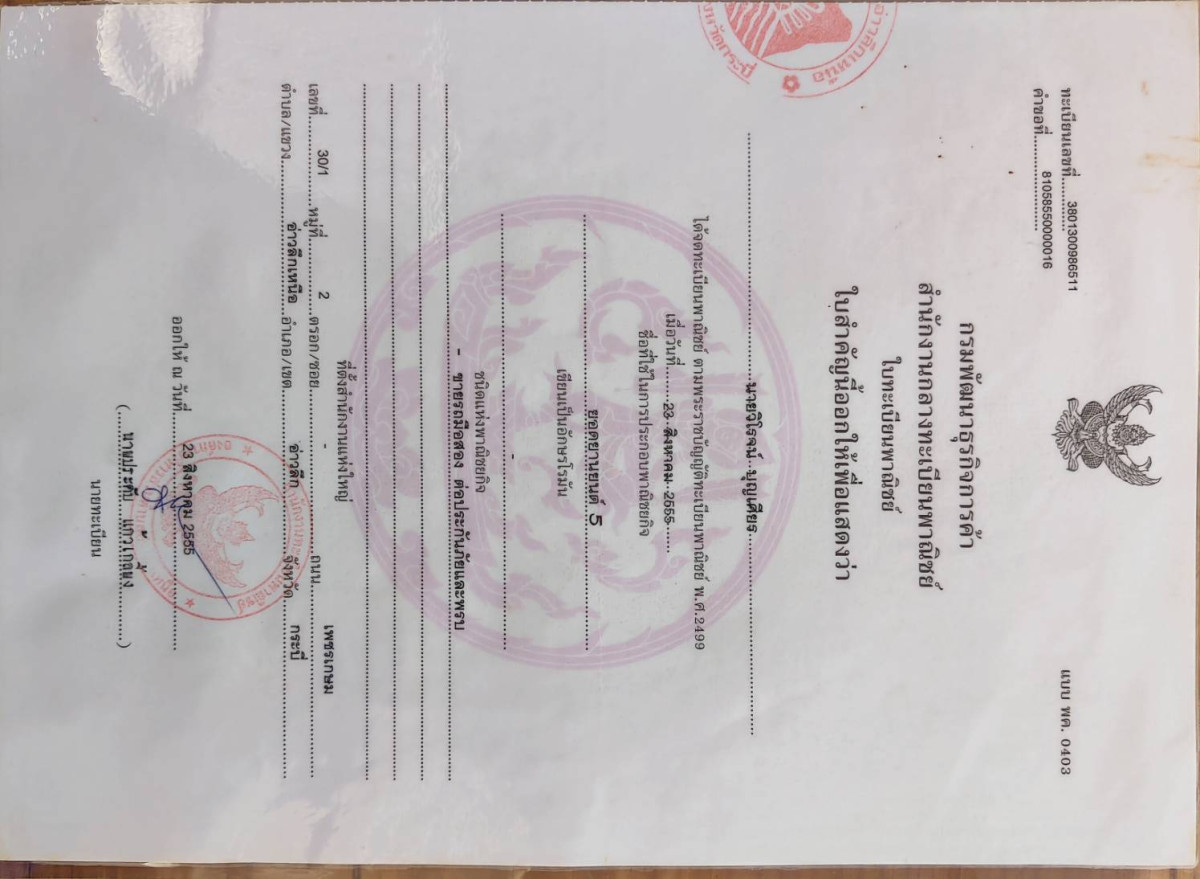 แบบ พค. 0403
ทะเบียนเลขที่ 3801300986511
คำขอที่ 8105855000016
กรมพัฒนาธุรกิจการค้า
สำนักงานกลางทะเบียนพาณิชย์
ใบทะเบียนพาณิชย์
ใบสำคัญนี้ออกให้เพื่อแสดงว่า
นายวิโรจน์ บุญเศียร
ได้จดทะเบียนพาณิชย์ ตามพระราชบัญญัติทะเบียนพาณิชย์ พ.ศ.2499
เมื่อวันที่ 23 สิงหาคม 2555
ชื่อที่ใช้ในการประกอบพาณิชยกิจ
ยอดยานยนต์ 5
เขียนเป็นอักษรโรมัน
-
ชนิดแห่งพาณิชยกิจ
- ขายรถมือสอง ต่อประกันภัยและพรบ
ที่ตั้งสำนักงานแห่งใหญ่
เลขที่ 30/1 หมู่ที่ 2 ตรอก/ซอย - ถนน เพชรเกษม
ตำบล/แขวง อ่าวลึกเหนือ อำเภอ/เขต อ่าวลึก จังหวัด กระบี่
ออกให้ ณ วันที่ 23 สิงหาคม 2555
นายทะเบียน